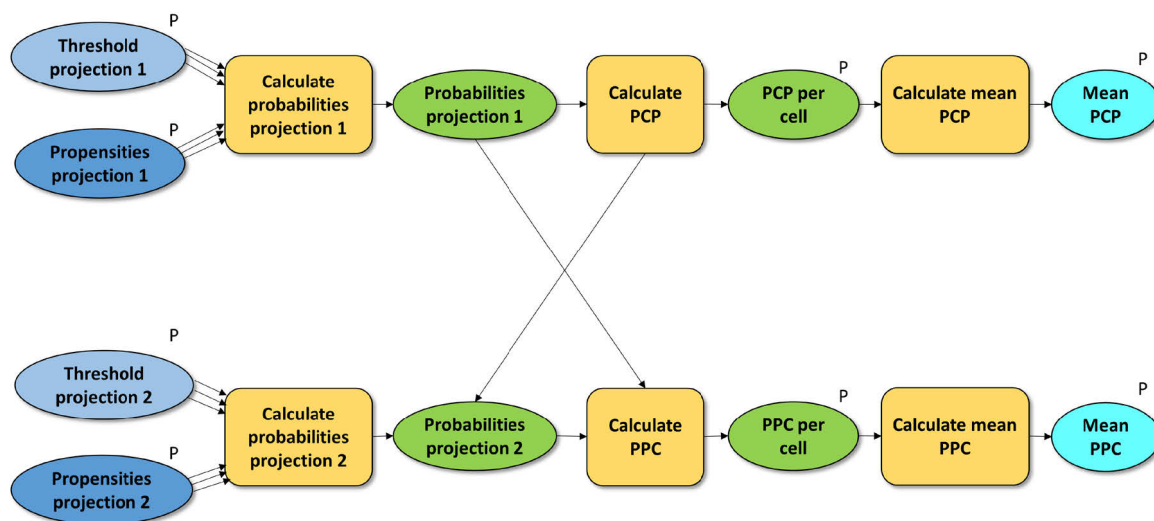 P
Threshold
projection 1
Calculate
probabilities
projection 1
P
Propensities
projection 1
Probabilities
projection 1
Calculate
PCP
P
PCP per
cell
Calculate mean
PCP
P
Mean
PCP
P
Threshold
projection 2
Calculate
probabilities
projection 2
P
Propensities
projection 2
Probabilities
projection 2
Calculate
PPC
P
PPC per
cell
Calculate mean
PPC
P
Mean
PPC